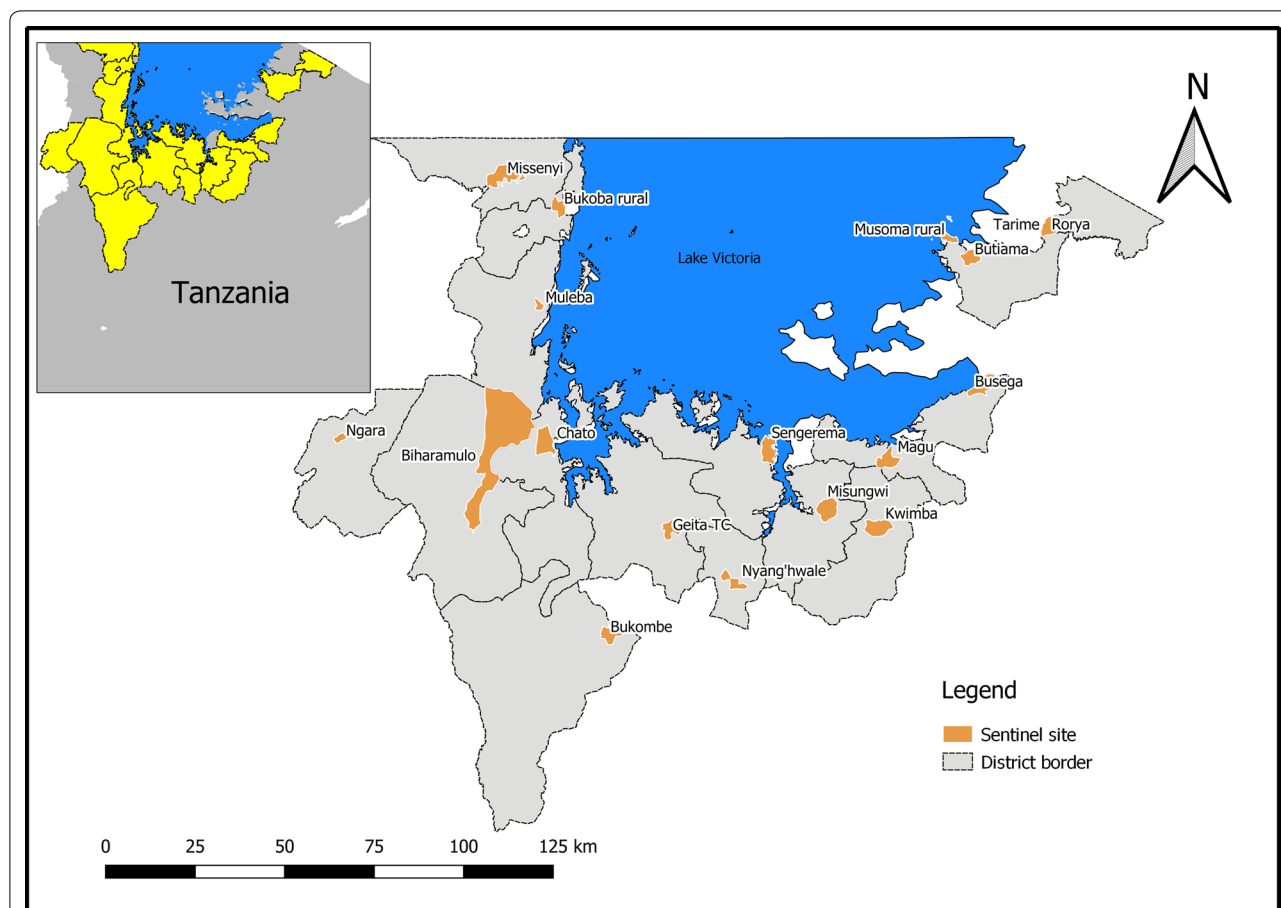 N
Missenyi
Bukoba rural
Musoma rural
Tarime
Rorya
Butiama
Lake Victoria
Tanzania
Muleba
Busega
Ngara
Chato
Sengerema
Biharamulo
Magu
Misungwi
Kwimba
Geita TC
Nyang'hwale
Bukombe
Legend
Sentinel site
District border
0 25 50 75 100 125 km